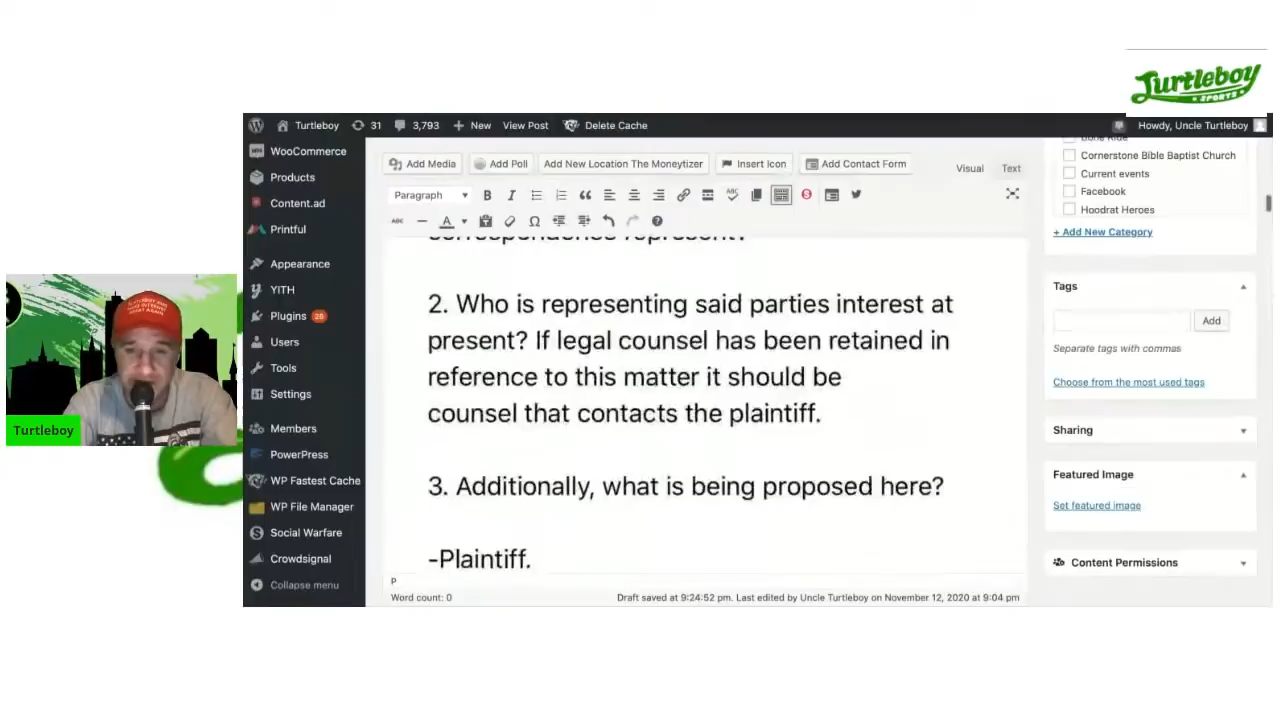 Turtleboy
SPORTS
Turtleboy 31 3,793 New View Post Delete Cache Howdy, Uncle Turtleboy
WooCommerce
Products
Content.ad
Printful
Appearance
YITH
Plugins 26
Users
Tools
Settings
Members
PowerPress
WP Fastest Cache
WP File Manager
Social Warfare
Crowdsignal
Collapse menu
Add Media Add Poll Add New Location The Moneytizer Insert Icon Add Contact Form Visual Text
Paragraph B I
ABC A
correspondence represent?
2. Who is representing said parties interest at
present? If legal counsel has been retained in
reference to this matter it should be
counsel that contacts the plaintiff.
3. Additionally, what is being proposed here?
-Plaintiff.
P
Word count: 0 Draft saved at 9:24:52 pm. Last edited by Uncle Turtleboy on November 12, 2020 at 9:04 pm
Cornerstone Bible Baptist Church
Current events
Facebook
Hoodrat Heroes
+ Add New Category
Tags
Add
Separate tags with commas
Choose from the most used tags
Sharing
Featured Image
Set featured image
Content Permissions
Turtleboy